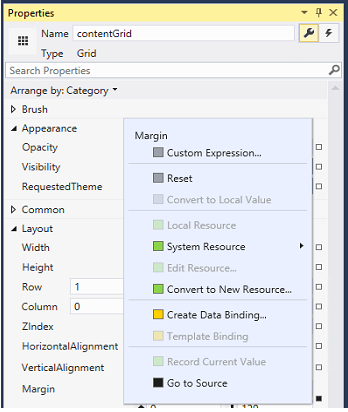 Properties
Name contentGrid
Type Grid
Search Properties
Arrange by: Category
Brush
Appearance
Opacity
Visibility
RequestedTheme
Common
Layout
Width
Height
Row 1
Column 0
ZIndex
HorizontalAlignment
VerticalAlignment
Margin
Margin
Custom Expression...
Reset
Convert to Local Value
Local Resource
System Resource
Edit Resource...
Convert to New Resource...
Create Data Binding...
Template Binding
Record Current Value
Go to Source